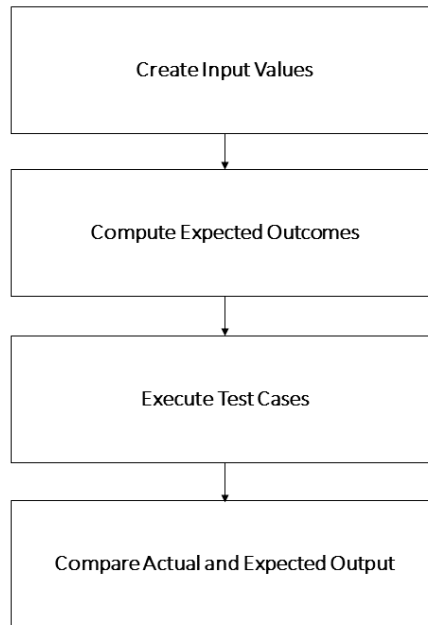 Create Input Values
Compute Expected Outcomes
Execute Test Cases
Compare Actual and Expected Output